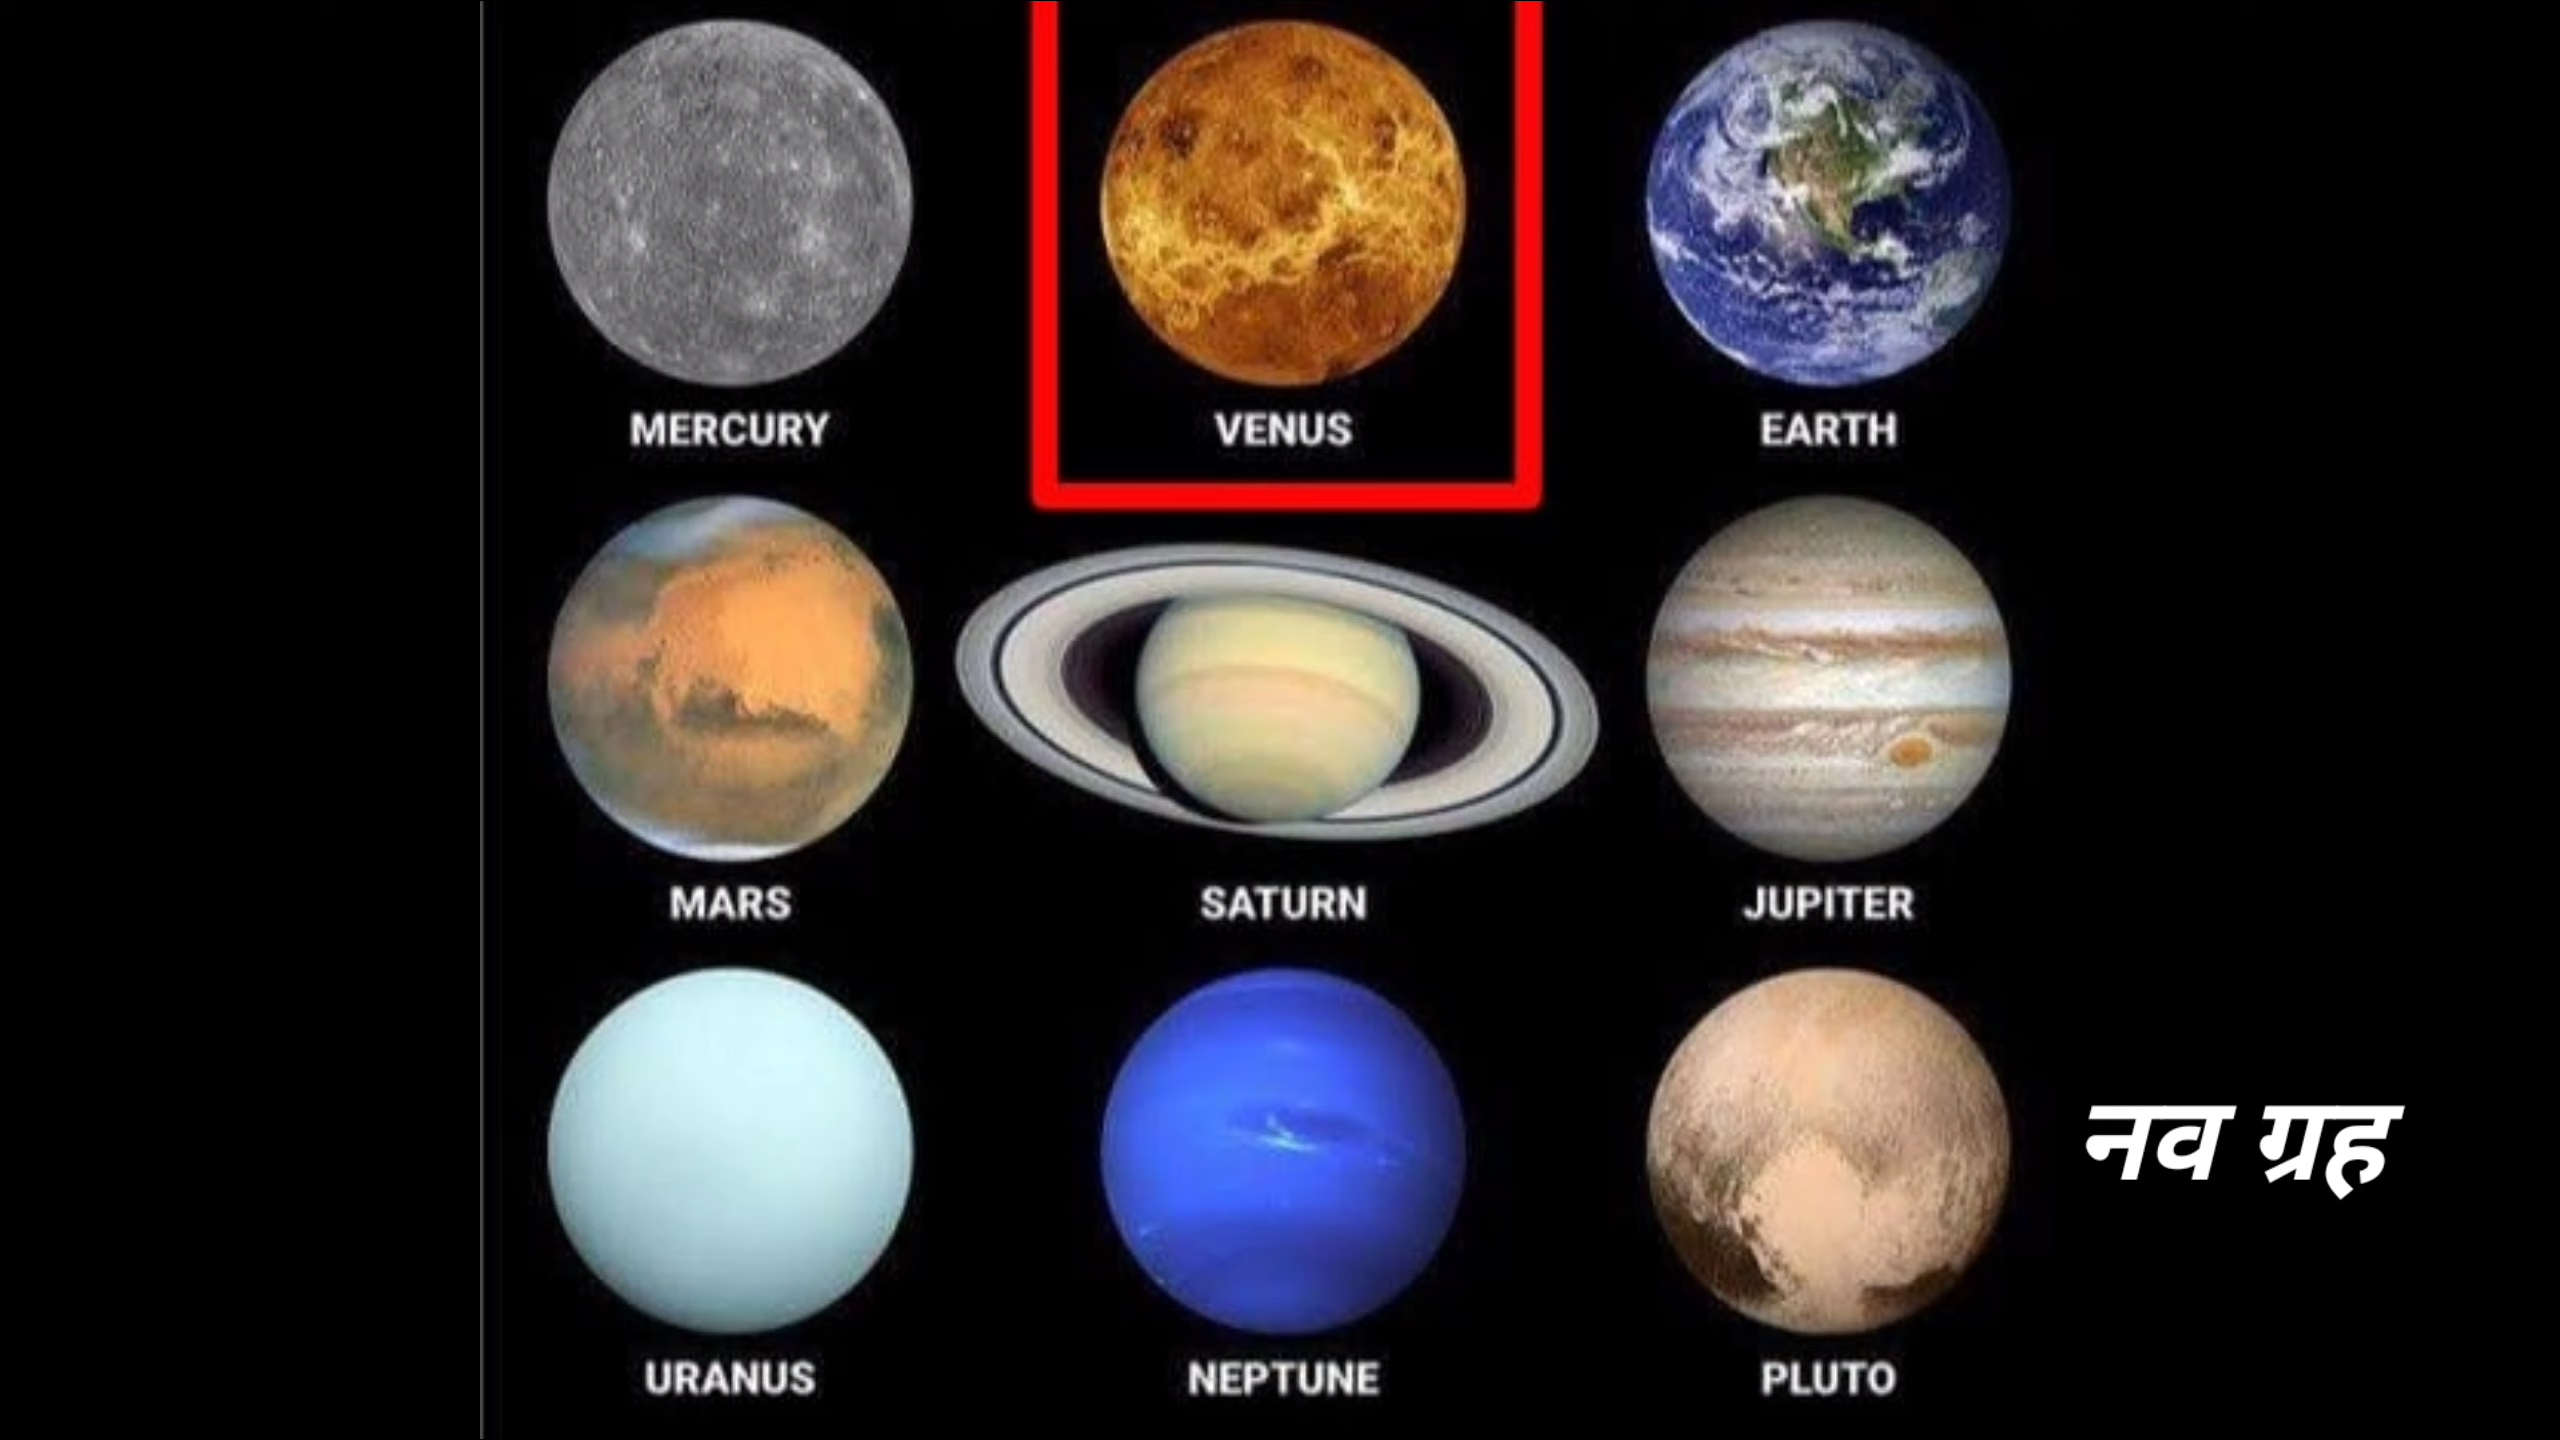 MERCURY
VENUS
EARTH
MARS
SATURN
JUPITER
नव ग्रह
URANUS
NEPTUNE
PLUTO